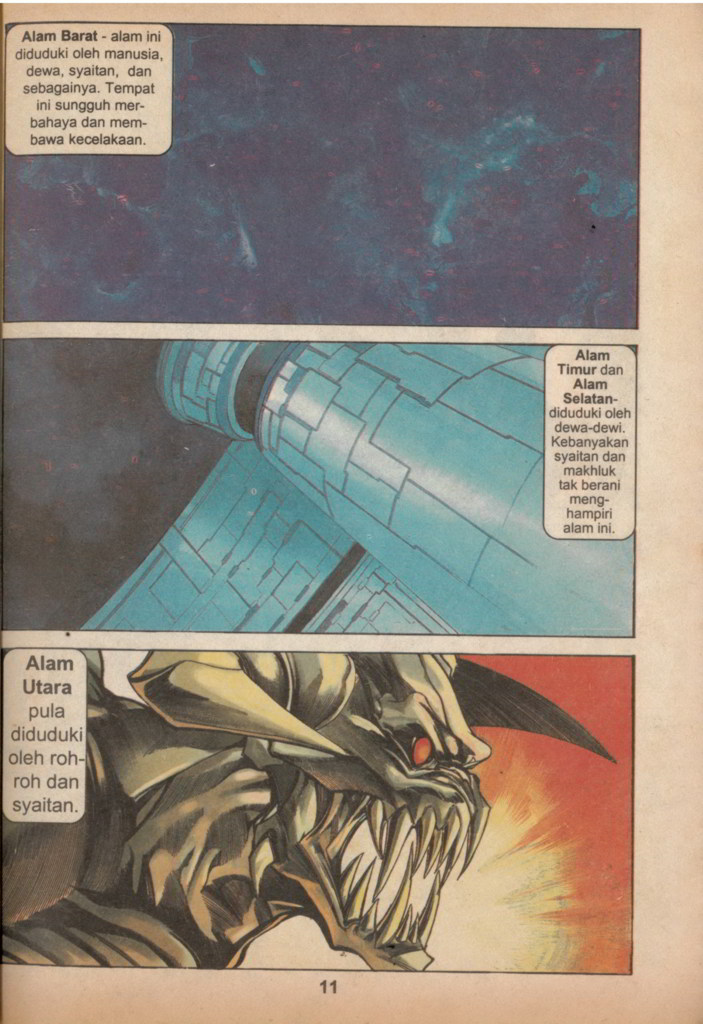 Alam Barat - alam ini
diduduki oleh manusia,
dewa, syaitan, dan
sebagainya. Tempat
ini sungguh mer-
bahaya dan mem-
bawa kecelakaan.
Alam
Timur dan
Alam
Selatan-
diduduki oleh
dewa-dewi.
Kebanyakan
syaitan dan
makhluk
tak berani
meng-
hampiri
alam ini.
Alam
Utara
pula
diduduki
oleh roh-
roh dan
syaitan.
11